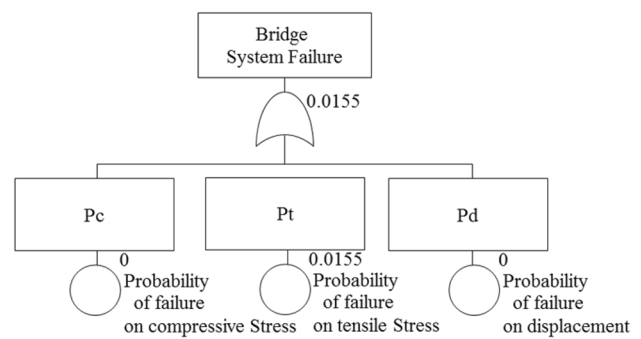 Bridge
System Failure
0.0155
Pc
Pt
Pd
0
Probability
of failure
on compressive Stress
0.0155
Probability
of failure
on tensile Stress
0
Probability
of failure
on displacement